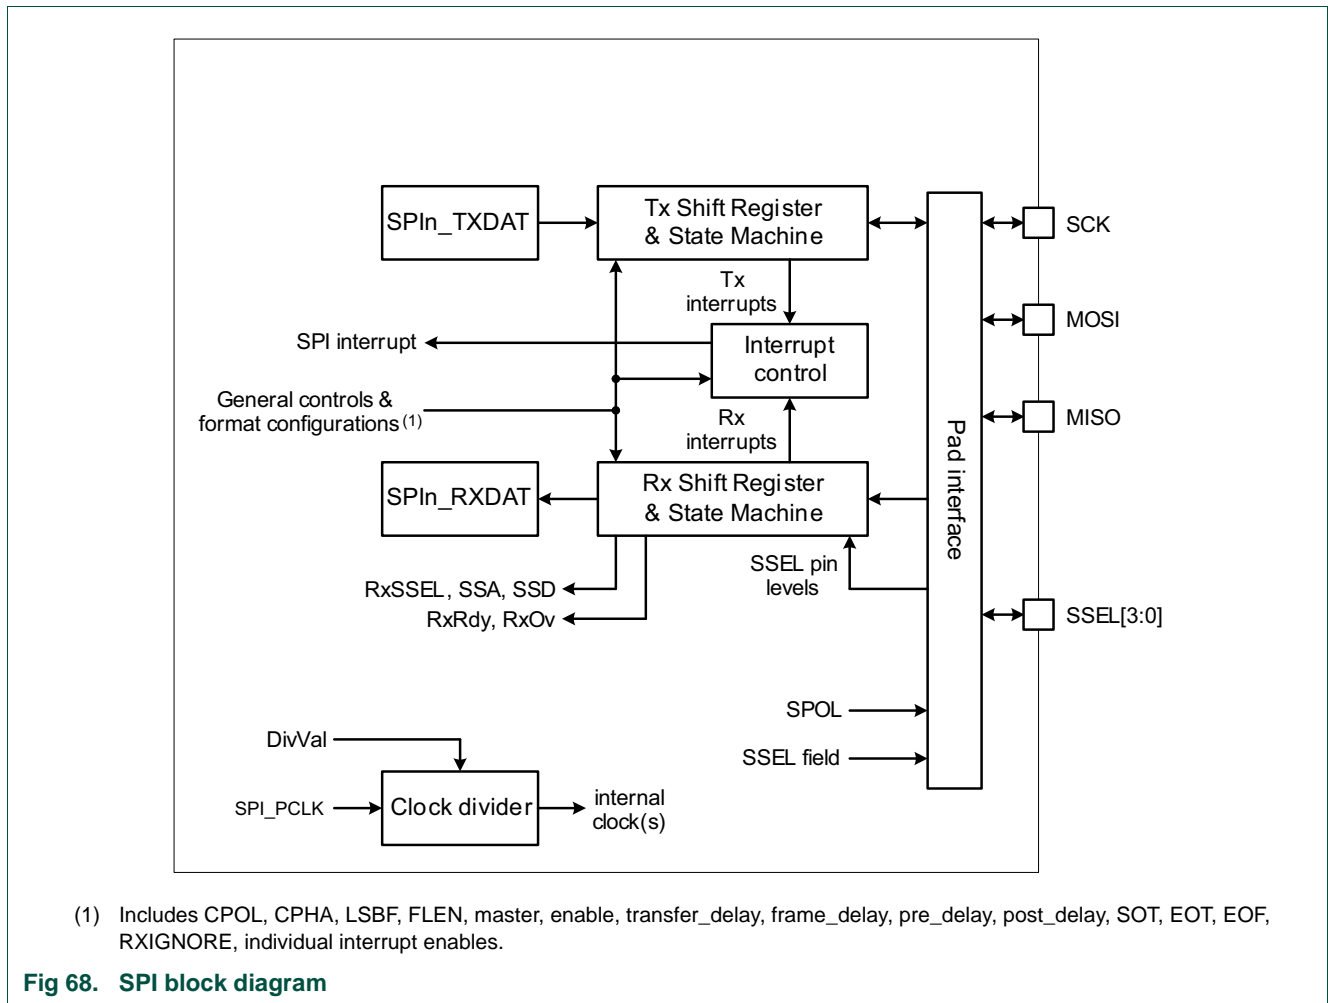 SPIn_TXDAT
Tx Shift Register
& State Machine
SCK
Tx
interrupts
MOSI
SPI interrupt
Interrupt
control
General controls &
format configurations (1)
Rx
interrupts
MISO
Pad interface
SPIn_RXDAT
Rx Shift Register
& State Machine
SSEL pin
levels
RxSSEL, SSA, SSD
RxRdy, RxOv
SSEL[3:0]
SPOL
SSEL field
DivVal
SPI_PCLK
Clock divider
internal
clock(s)
(1) Includes CPOL, CPHA, LSBF, FLEN, master, enable, transfer_delay, frame_delay, pre_delay, post_delay, SOT, EOT, EOF,
RXIGNORE, individual interrupt enables.
Fig 68. SPI block diagram